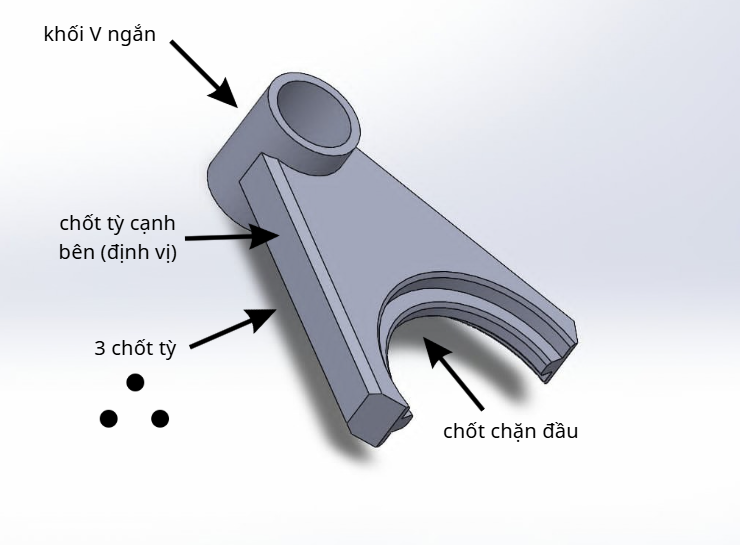 khối V ngắn
chốt tỳ cạnh
bên (định vị)
3 chốt tỳ
chốt chặn đầu